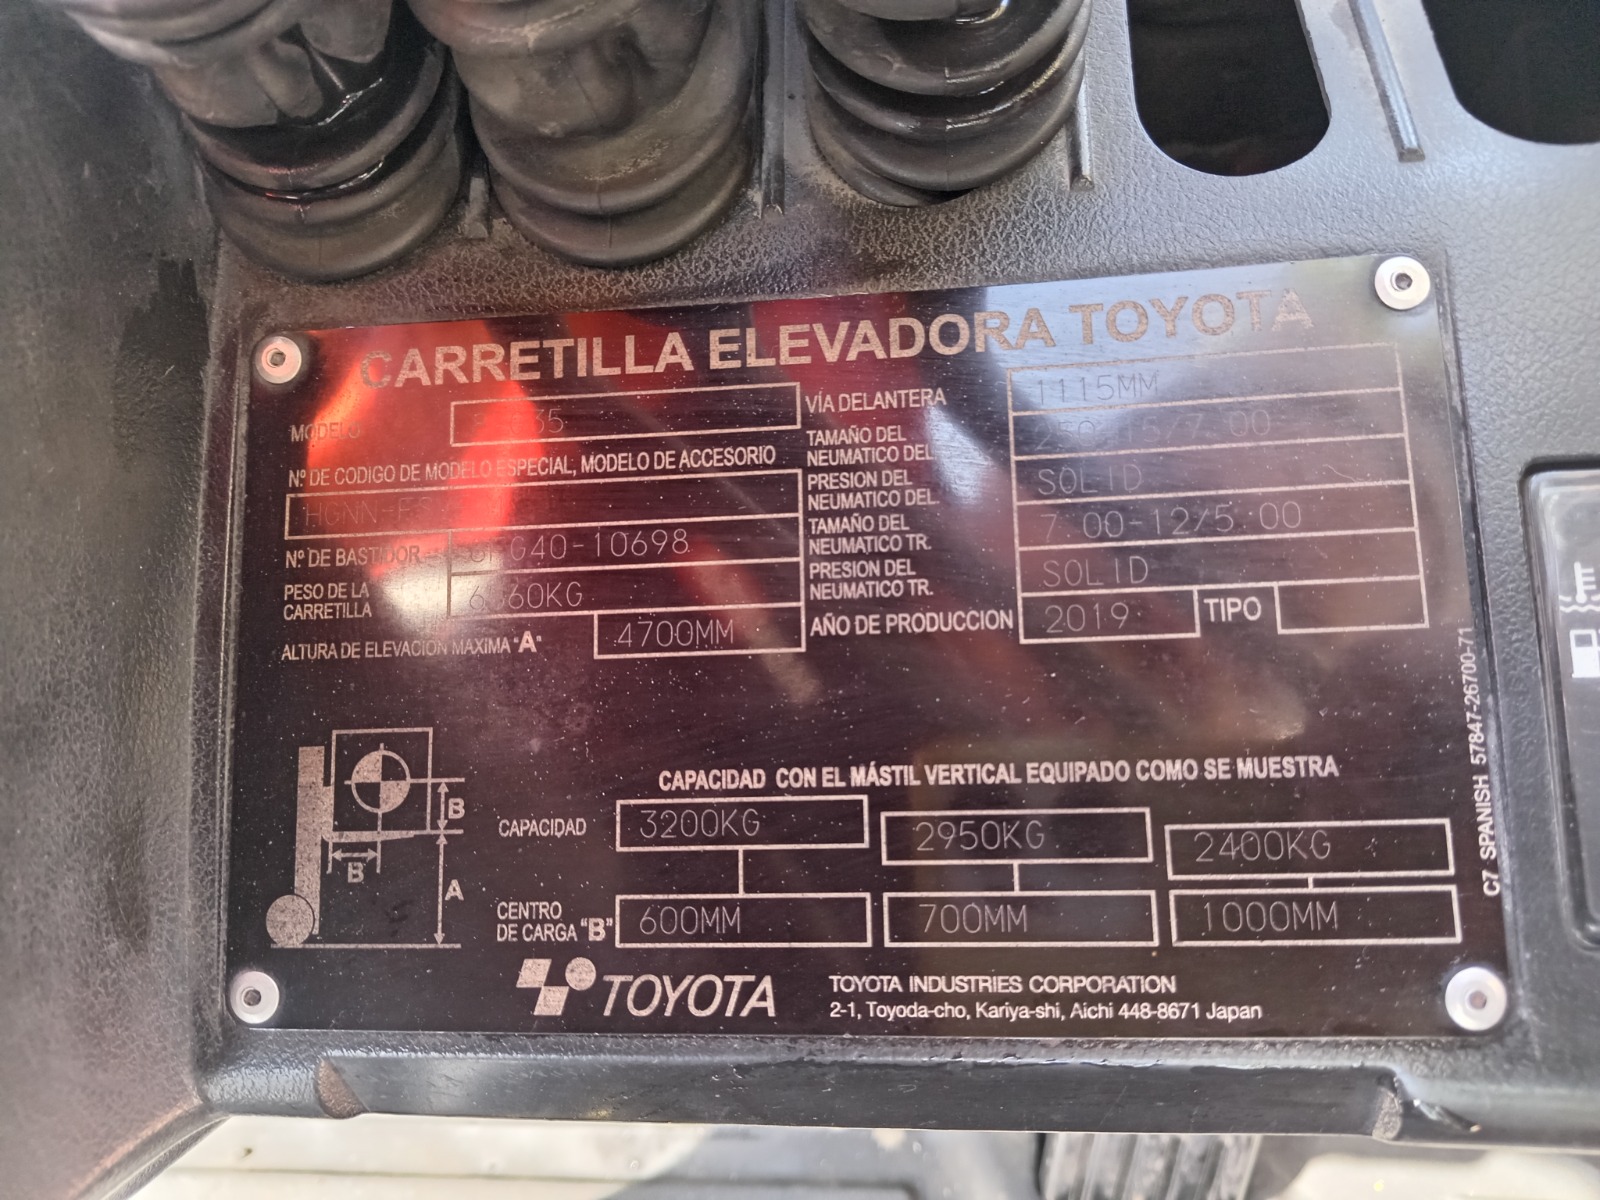 CARRETILLA ELEVADORA TOYOTA
MODELO
Nº DE CODIGO DE MODELO ESPECIAL, MODELO DE ACCESORIO
Nº DE BASTIDOR G40-10698
PESO DE LA CARRETILLA
ALTURA DE ELEVACION MAXIMA "A" 4700MM
VÍA DELANTERA 1115MM
TAMAÑO DEL NEUMATICO DEL.
PRESION DEL NEUMATICO DEL. SOLID
TAMAÑO DEL NEUMATICO TR. 7.00-12/5.00
PRESION DEL NEUMATICO TR. SOLID
AÑO DE PRODUCCION 2019 TIPO
B
B
A
CAPACIDAD CON EL MÁSTIL VERTICAL EQUIPADO COMO SE MUESTRA
CAPACIDAD 3200KG 2950KG 2400KG
CENTRO DE CARGA "B" 600MM 700MM 1000MM
TOYOTA
TOYOTA INDUSTRIES CORPORATION
2-1, Toyoda-cho, Kariya-shi, Aichi 448-8671 Japan
C7 SPANISH 57847-26700-71